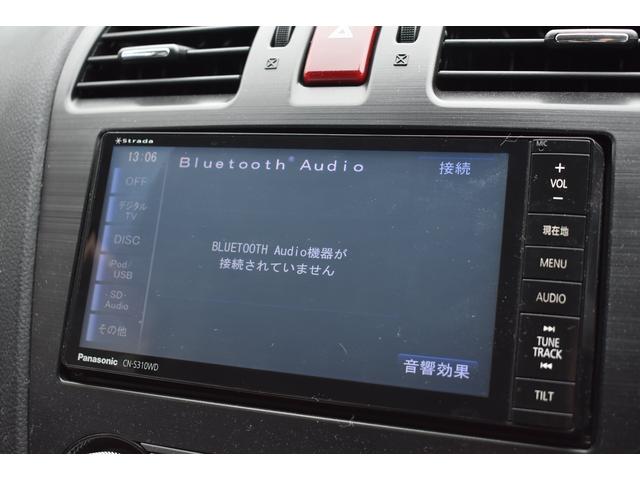 Strada
MIC
13:06
Bluetooth® Audio
接続
OFF
デジタル
TV
DISC
iPod/
USB
SD-
Audio
その他
BLUETOOTH Audio機器が
接続されていません
音響効果
Panasonic CN-S310WD
+
VOL
−
現在地
MENU
AUDIO
TUNE
TRACK
TILT